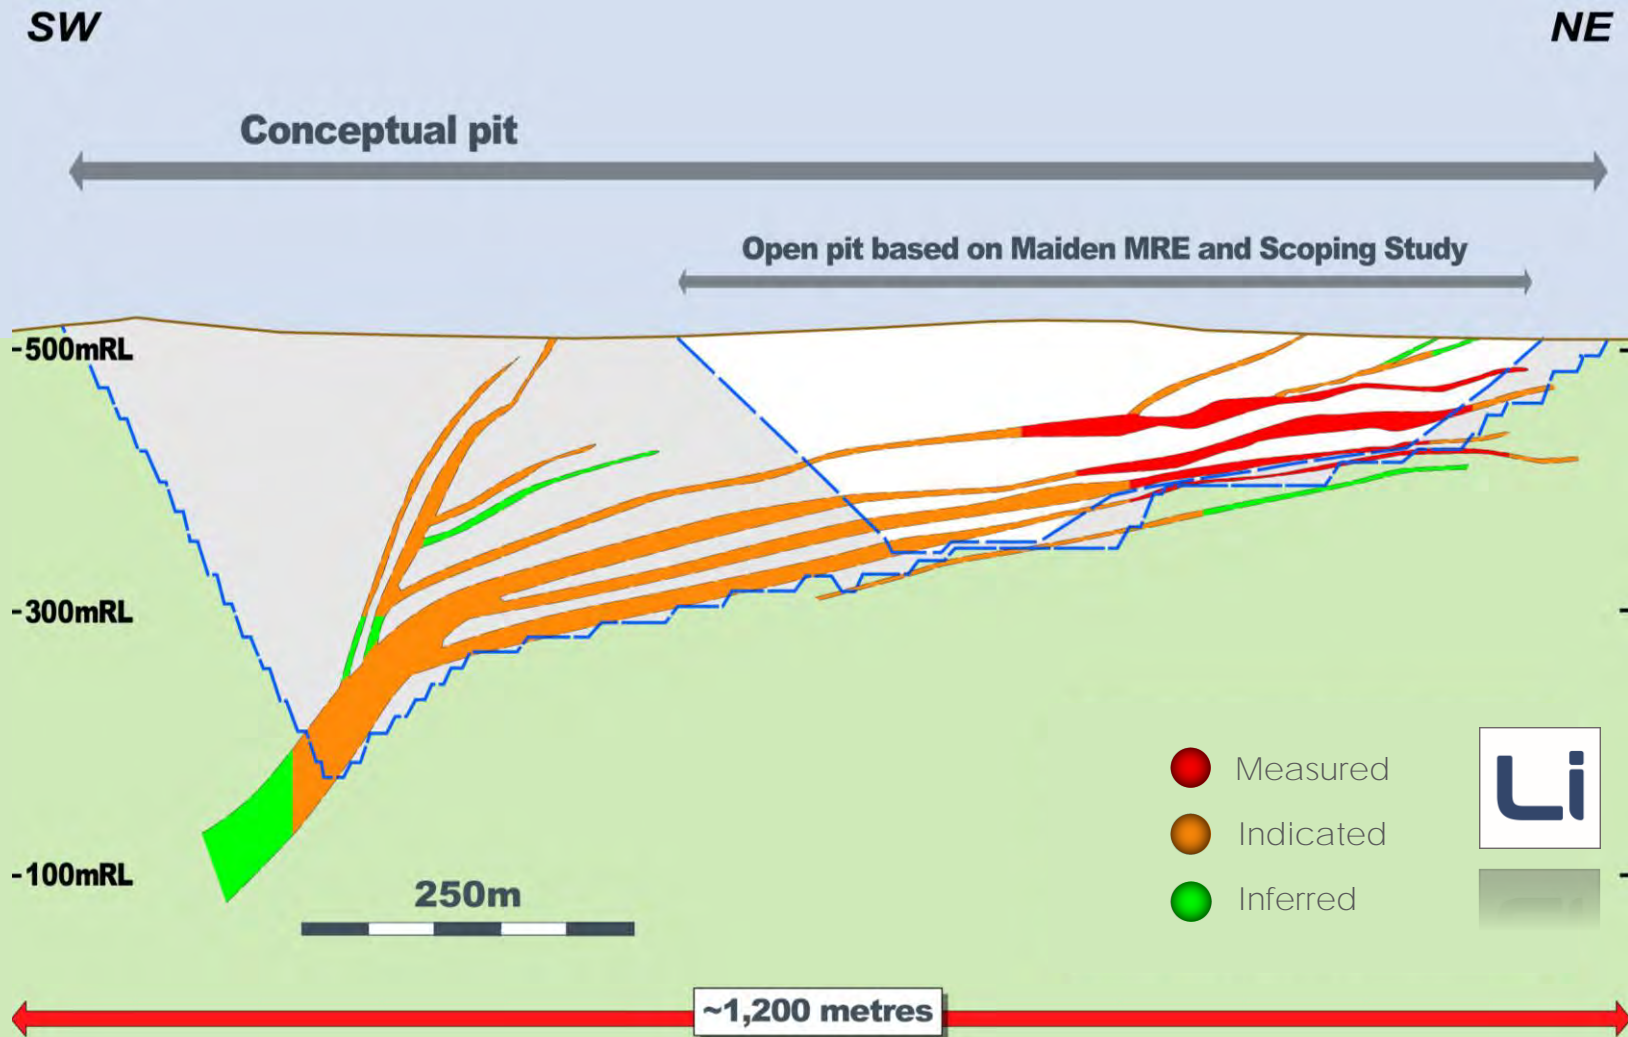 SW
NE
Conceptual pit
Open pit based on Maiden MRE and Scoping Study
-500mRL
-300mRL
-100mRL
250m
Measured
Indicated
Inferred
Li
~1,200 metres